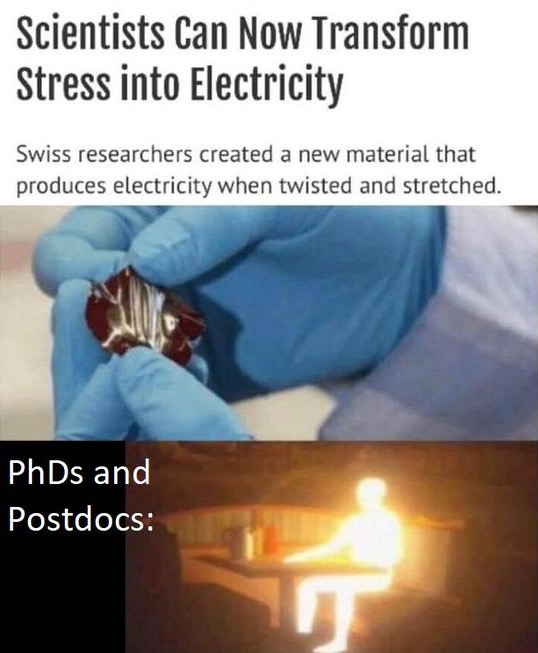 Scientists Can Now Transform
Stress into Electricity
Swiss researchers created a new material that
produces electricity when twisted and stretched.
PhDs and
Postdocs: